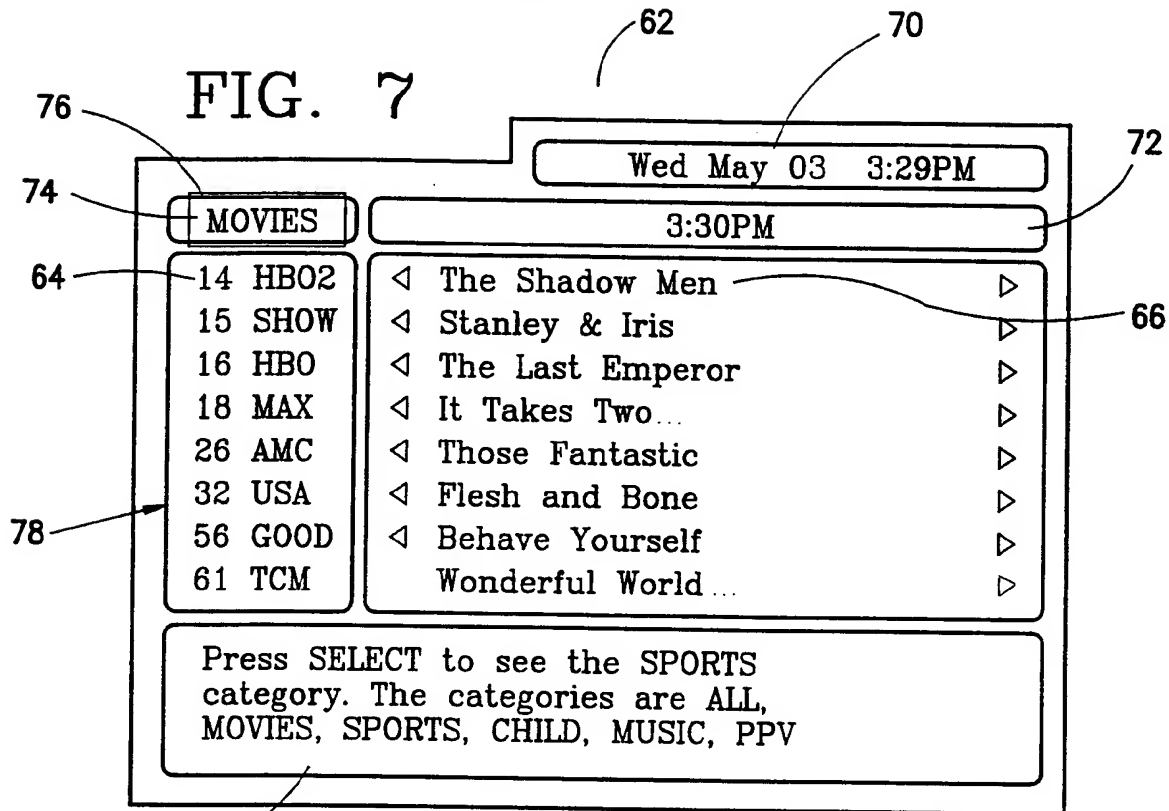 62
70
FIG. 7
76
Wed May 03 3:29PM
72
74
MOVIES
3:30PM
64
14 HBO2 ◁ The Shadow Men ▷
66
15 SHOW ◁ Stanley & Iris ▷
16 HBO ◁ The Last Emperor ▷
18 MAX ◁ It Takes Two... ▷
26 AMC ◁ Those Fantastic ▷
32 USA ◁ Flesh and Bone ▷
78
56 GOOD ◁ Behave Yourself ▷
61 TCM Wonderful World... ▷
Press SELECT to see the SPORTS
category. The categories are ALL,
MOVIES, SPORTS, CHILD, MUSIC, PPV